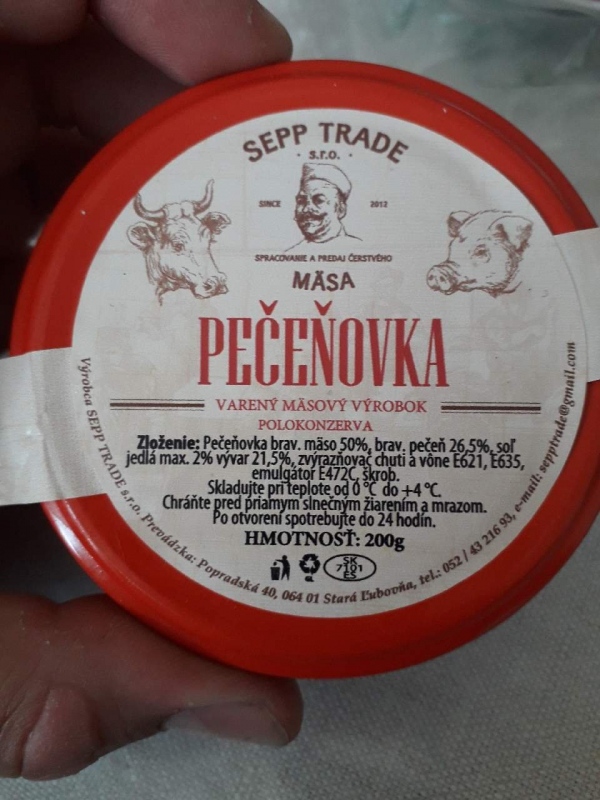 SEPP TRADE
s.r.o.
SINCE 2012
SPRACOVANIE A PREDAJ ČERSTVÉHO
MÄSA
PEČEŇOVKA
VARENÝ MÄSOVÝ VÝROBOK
POLOKONZERVA
Zloženie: Pečeňovka brav. mäso 50%, brav. pečeň 26,5%, soľ
jedlá max. 2% vývar 21,5%, zvýrazňovač chuti a vône E621, E635,
emulgátor E472C, škrob.
Skladujte pri teplote od 0 °C do +4 °C.
Chráňte pred priamym slnečným žiarením a mrazom.
Po otvorení spotrebujte do 24 hodín.
HMOTNOSŤ: 200g
SK
7101
ES
Výrobca SEPP TRADE s.r.o. Prevádzka: Popradská 40, 064 01 Stará Ľubovňa, tel.: 052 / 43 216 93, e-mail: sepptrade@gmail.com